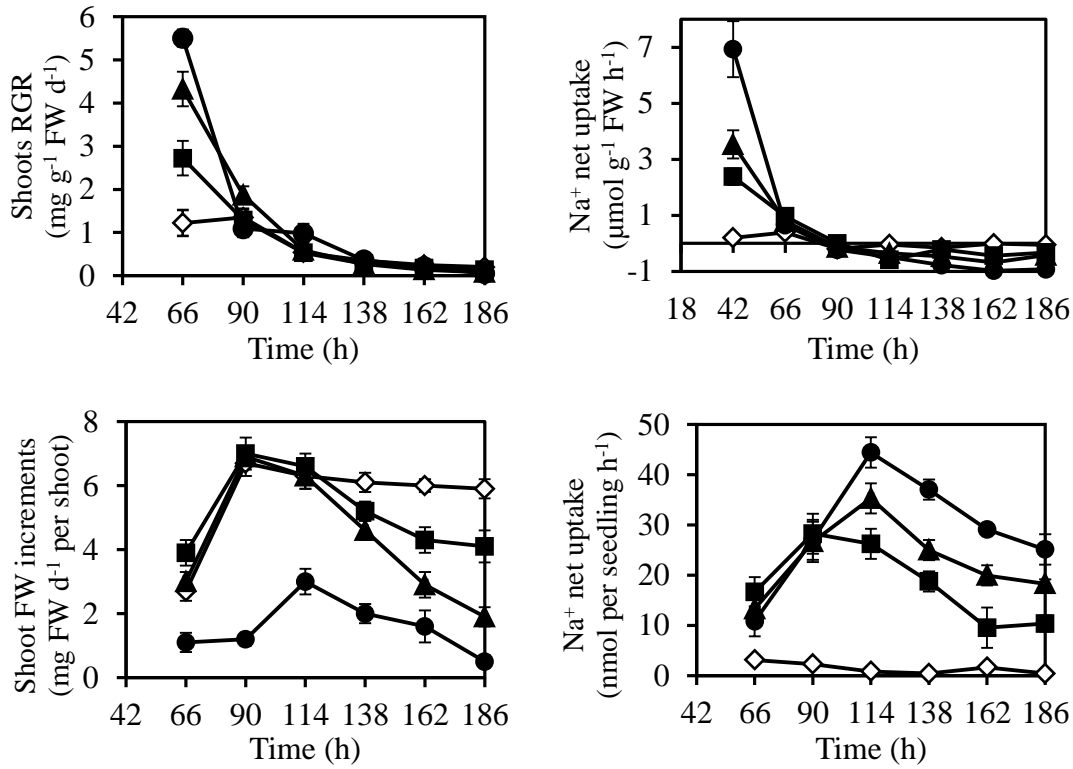 Shoots RGR
(mg g⁻¹ FW d⁻¹)
6
5
4
3
2
1
0
42 66 90 114 138 162 186
Time (h)
Na⁺ net uptake
(μmol g⁻¹ FW h⁻¹)
7
5
3
1
-1
18 42 66 90 114 138 162 186
Time (h)
Shoot FW increments
(mg FW d⁻¹ per shoot)
8
6
4
2
0
42 66 90 114 138 162 186
Time (h)
Na⁺ net uptake
(nmol per seedling h⁻¹)
50
40
30
20
10
0
42 66 90 114 138 162 186
Time (h)